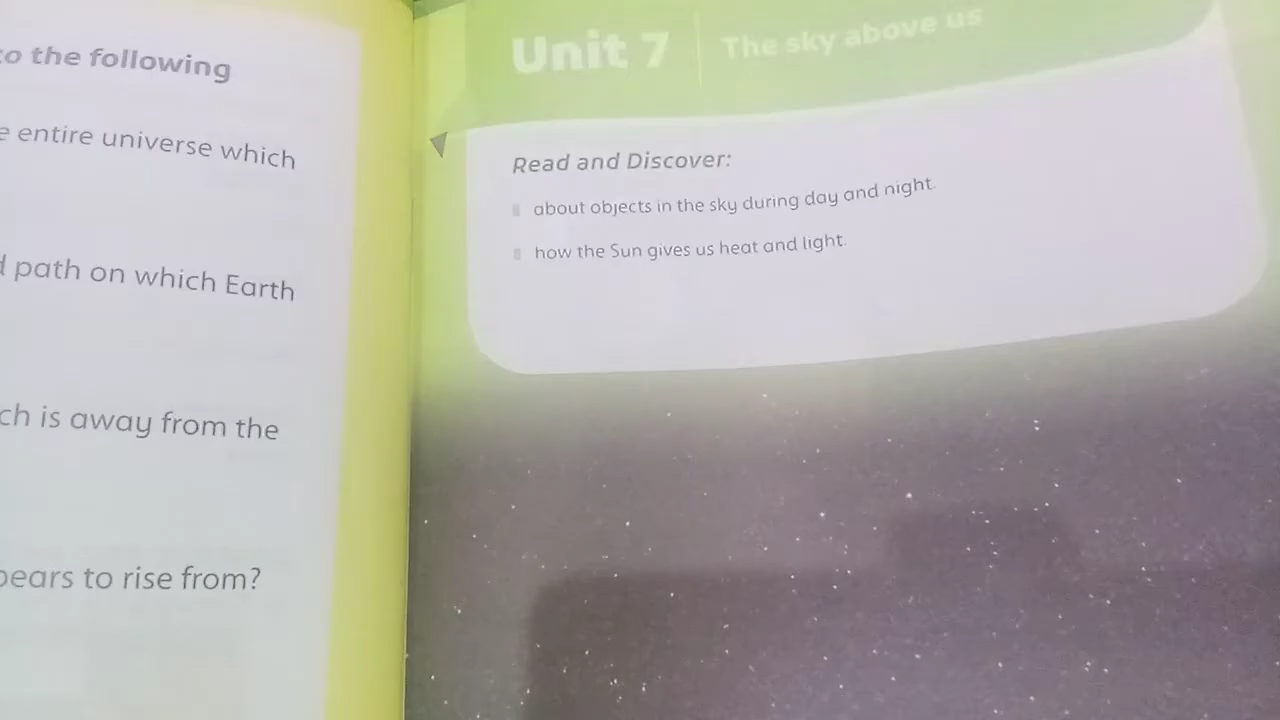 to the following
entire universe which
path on which Earth
is away from the
to rise from?
Unit 7 The sky above us
Read and Discover:
about objects in the sky during day and night.
how the Sun gives us heat and light.